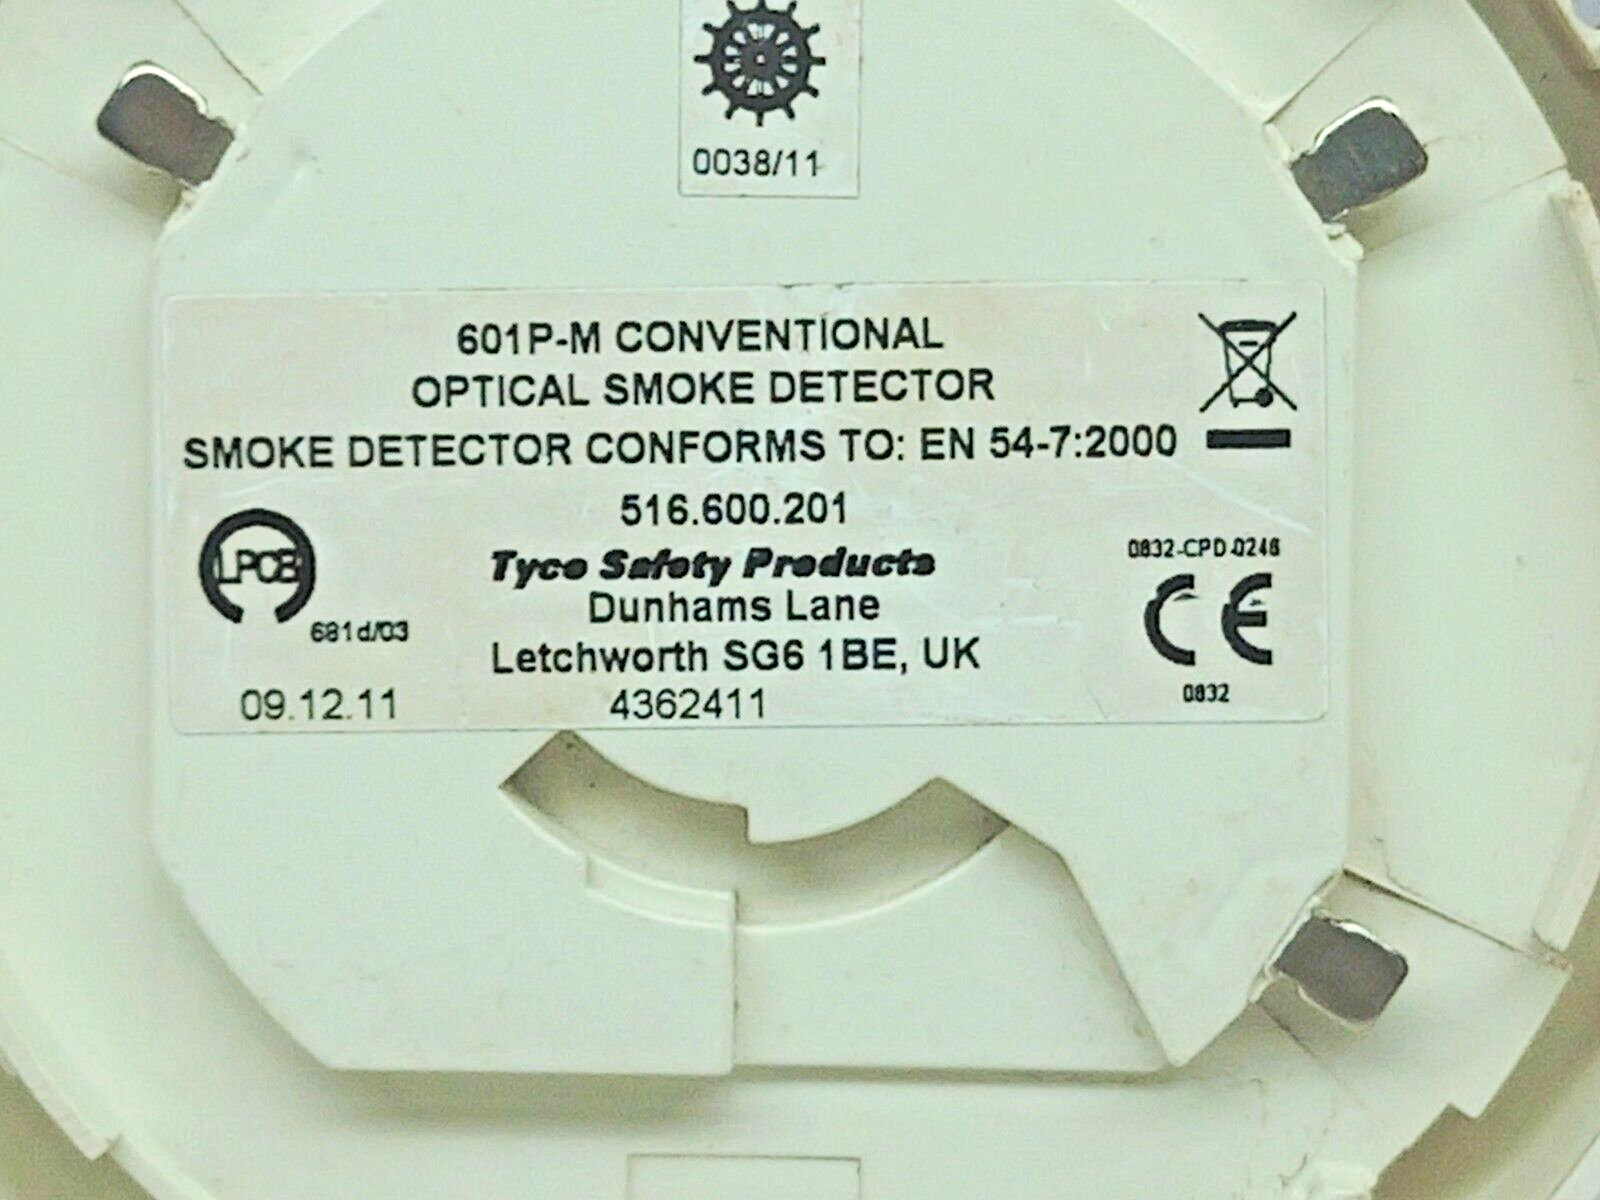 0038/11
601P-M CONVENTIONAL
OPTICAL SMOKE DETECTOR
SMOKE DETECTOR CONFORMS TO: EN 54-7:2000
516.600.201
LPCB
681d/03
Tyco Safety Products
Dunhams Lane
Letchworth SG6 1BE, UK
0832-CPD-0246
CE
0832
09.12.11
4362411